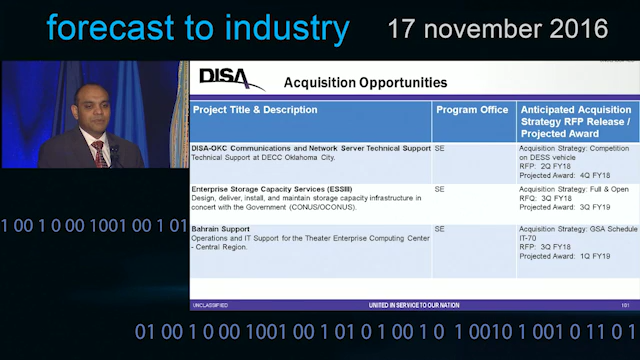 forecast to industry 17 november 2016
DISA
Acquisition Opportunities
Project Title & Description
Program Office
Anticipated Acquisition
Strategy RFP Release /
Projected Award
DISA-OKC Communications and Network Server Technical Support
Technical Support at DECC Oklahoma City.
SE
Acquisition Strategy: Competition
on DESS vehicle
RFP: 2Q FY18
Projected Award: 4Q FY18
Enterprise Storage Capacity Services (ESSIII)
Design, deliver, install, and maintain storage capacity infrastructure in
concert with the Government (CONUS/OCONUS).
SE
Acquisition Strategy: Full & Open
RFQ: 3Q FY18
Projected Award: 3Q FY19
Bahrain Support
Operations and IT Support for the Theater Enterprise Computing Center
- Central Region.
SE
Acquisition Strategy: GSA Schedule
IT-70
RFP: 3Q FY18
Projected Award: 1Q FY19
UNCLASSIFIED
UNITED IN SERVICE TO OUR NATION
1 00 1 0 00 1001 00 1 01
01 00 1 0 00 1001 00 1 01 0 1 00 1 0 1 0010 1 001 0 11 0 1